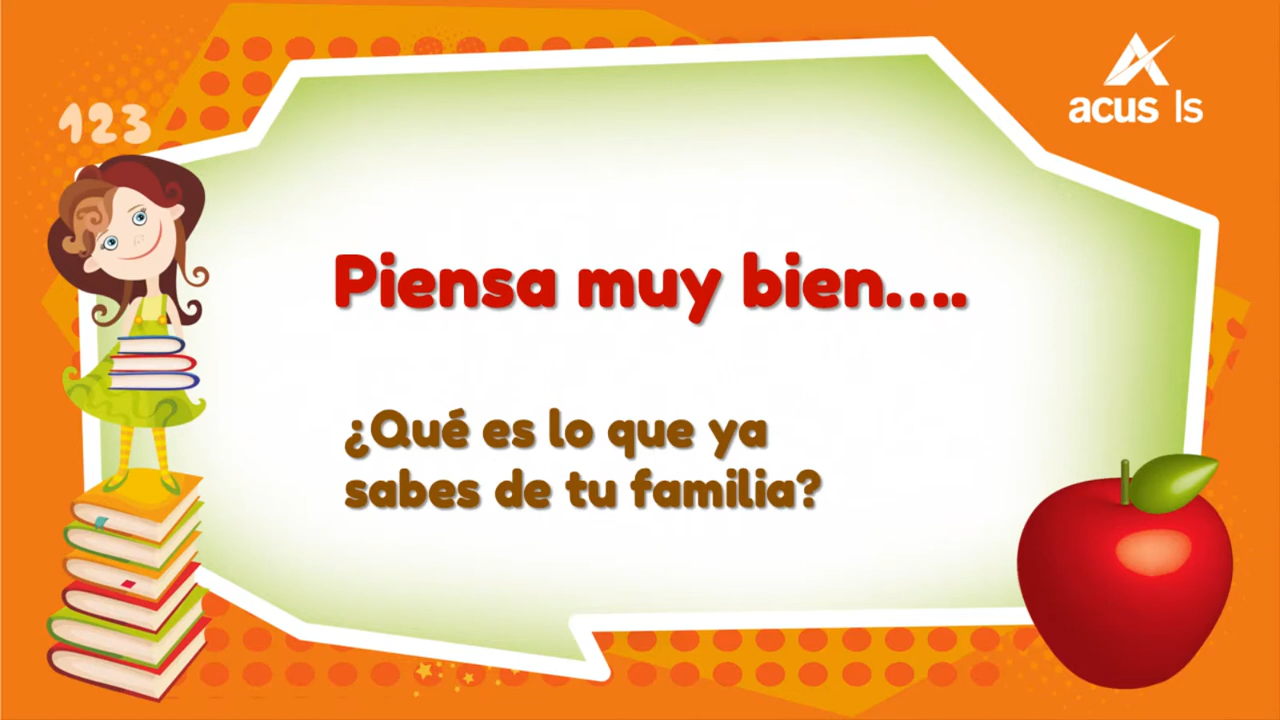 123
acus ls
Piensa muy bien....
¿Qué es lo que ya
sabes de tu familia?